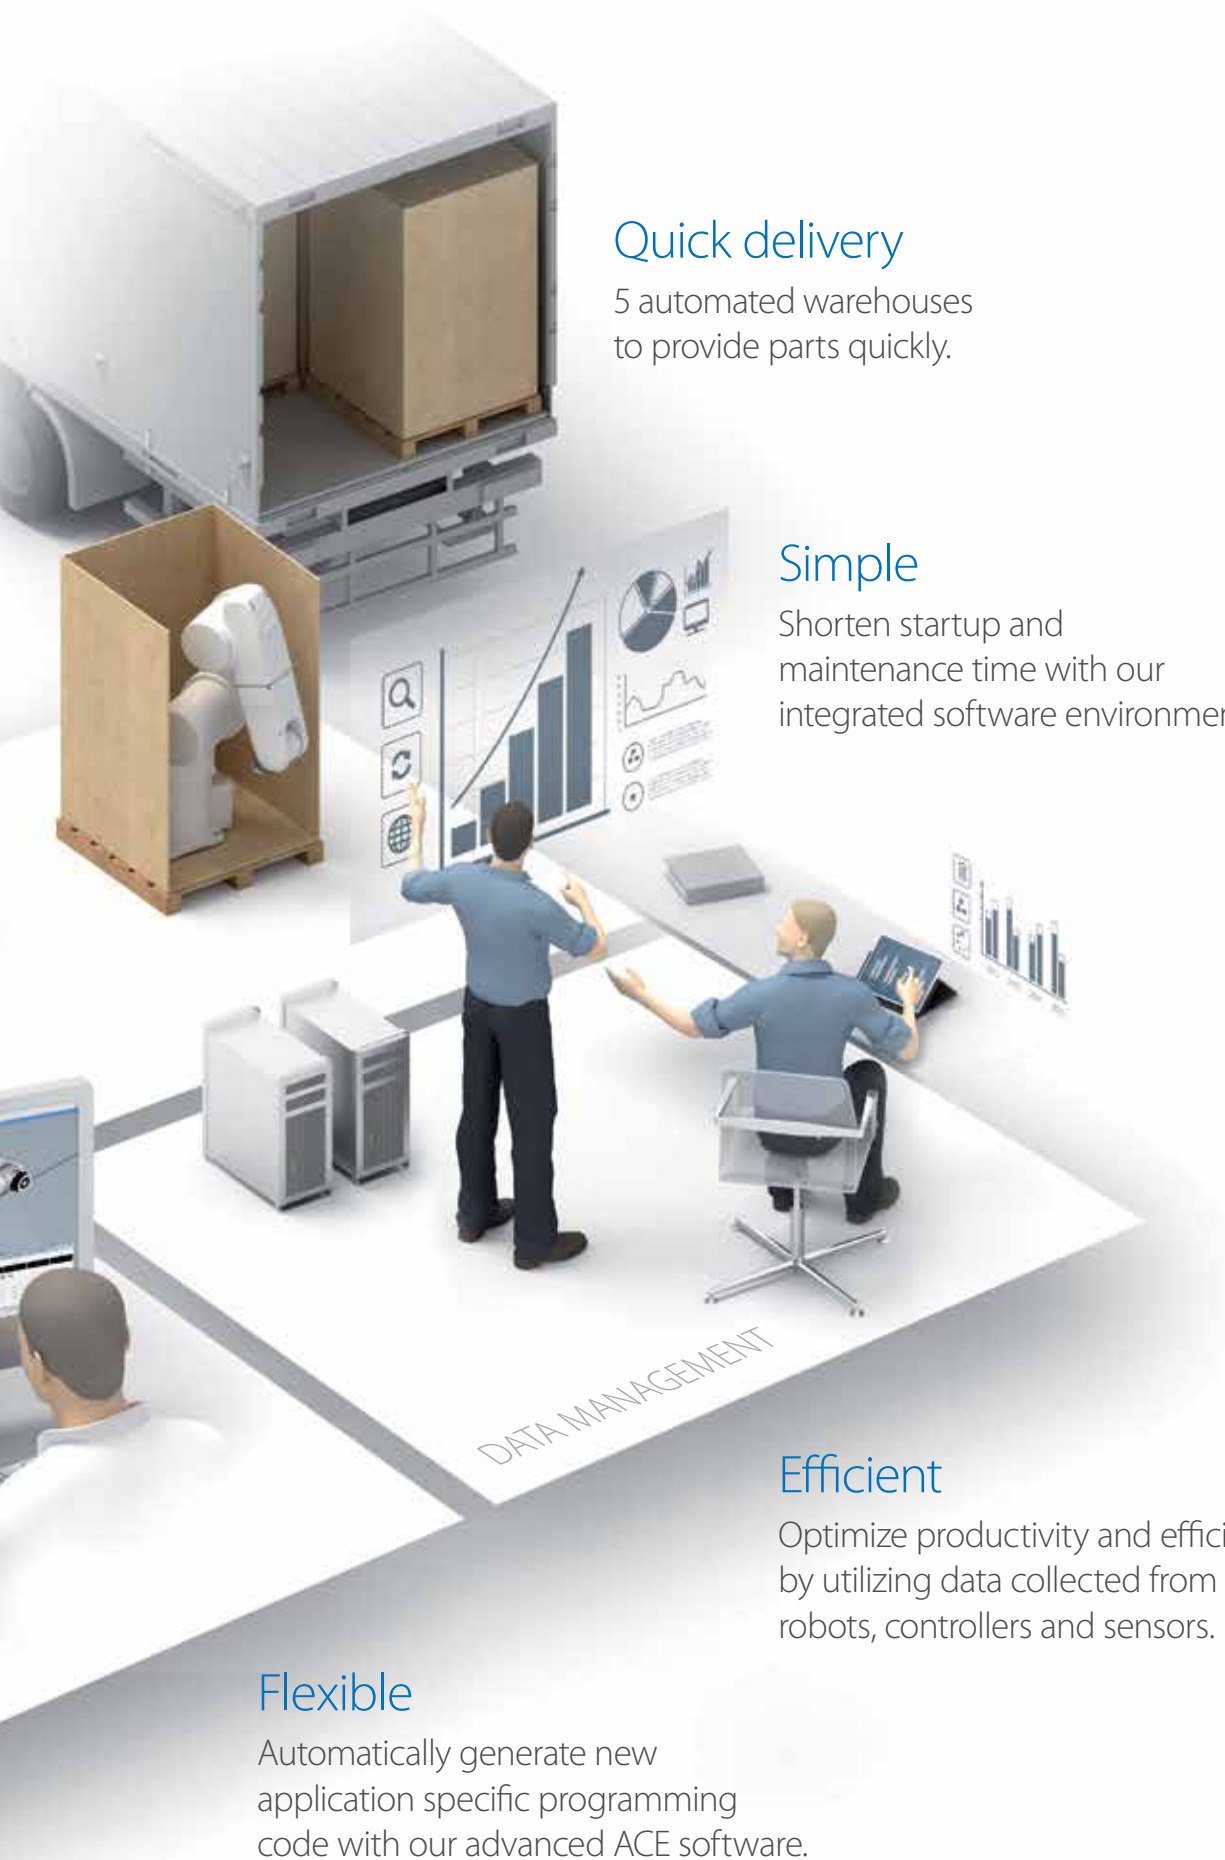 Quick delivery
5 automated warehouses
to provide parts quickly.
Simple
Shorten startup and
maintenance time with our
integrated software
DATA MANAGEMENT
Efficient
Optimize productivity and
by utilizing data collected from
robots, controllers and sensors.
Flexible
Automatically generate new
application specific programming
code with our advanced ACE software.